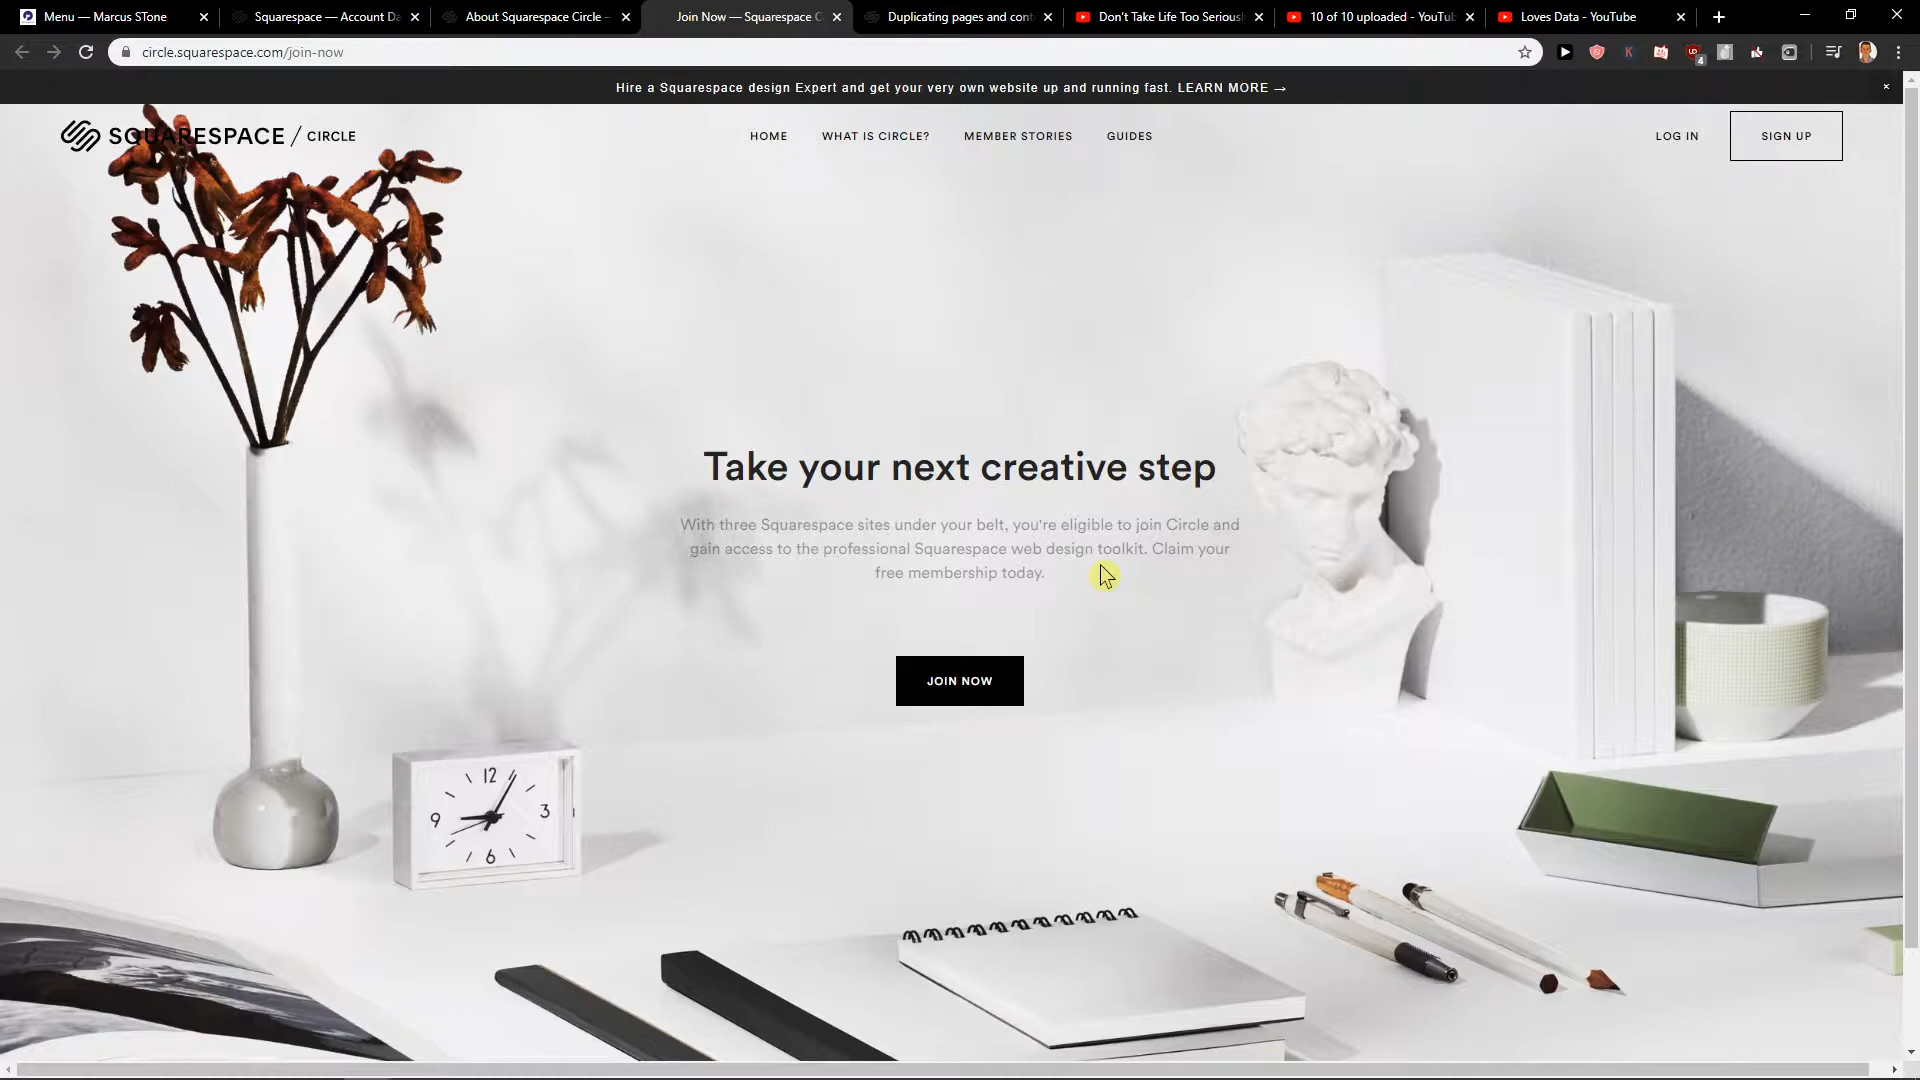 Menu — Marcus STone
Squarespace — Account Da
About Squarespace Circle –
Join Now — Squarespace C
Duplicating pages and cont
Don't Take Life Too Seriousl
10 of 10 uploaded - YouTub
Loves Data - YouTube
circle.squarespace.com/join-now
K
4
Hire a Squarespace design Expert and get your very own website up and running fast. LEARN MORE →
SQUARESPACE / CIRCLE
HOME
WHAT IS CIRCLE?
MEMBER STORIES
GUIDES
LOG IN
SIGN UP
Take your next creative step
With three Squarespace sites under your belt, you're eligible to join Circle and
gain access to the professional Squarespace web design toolkit. Claim your
free membership today.
JOIN NOW
12
9
3
6